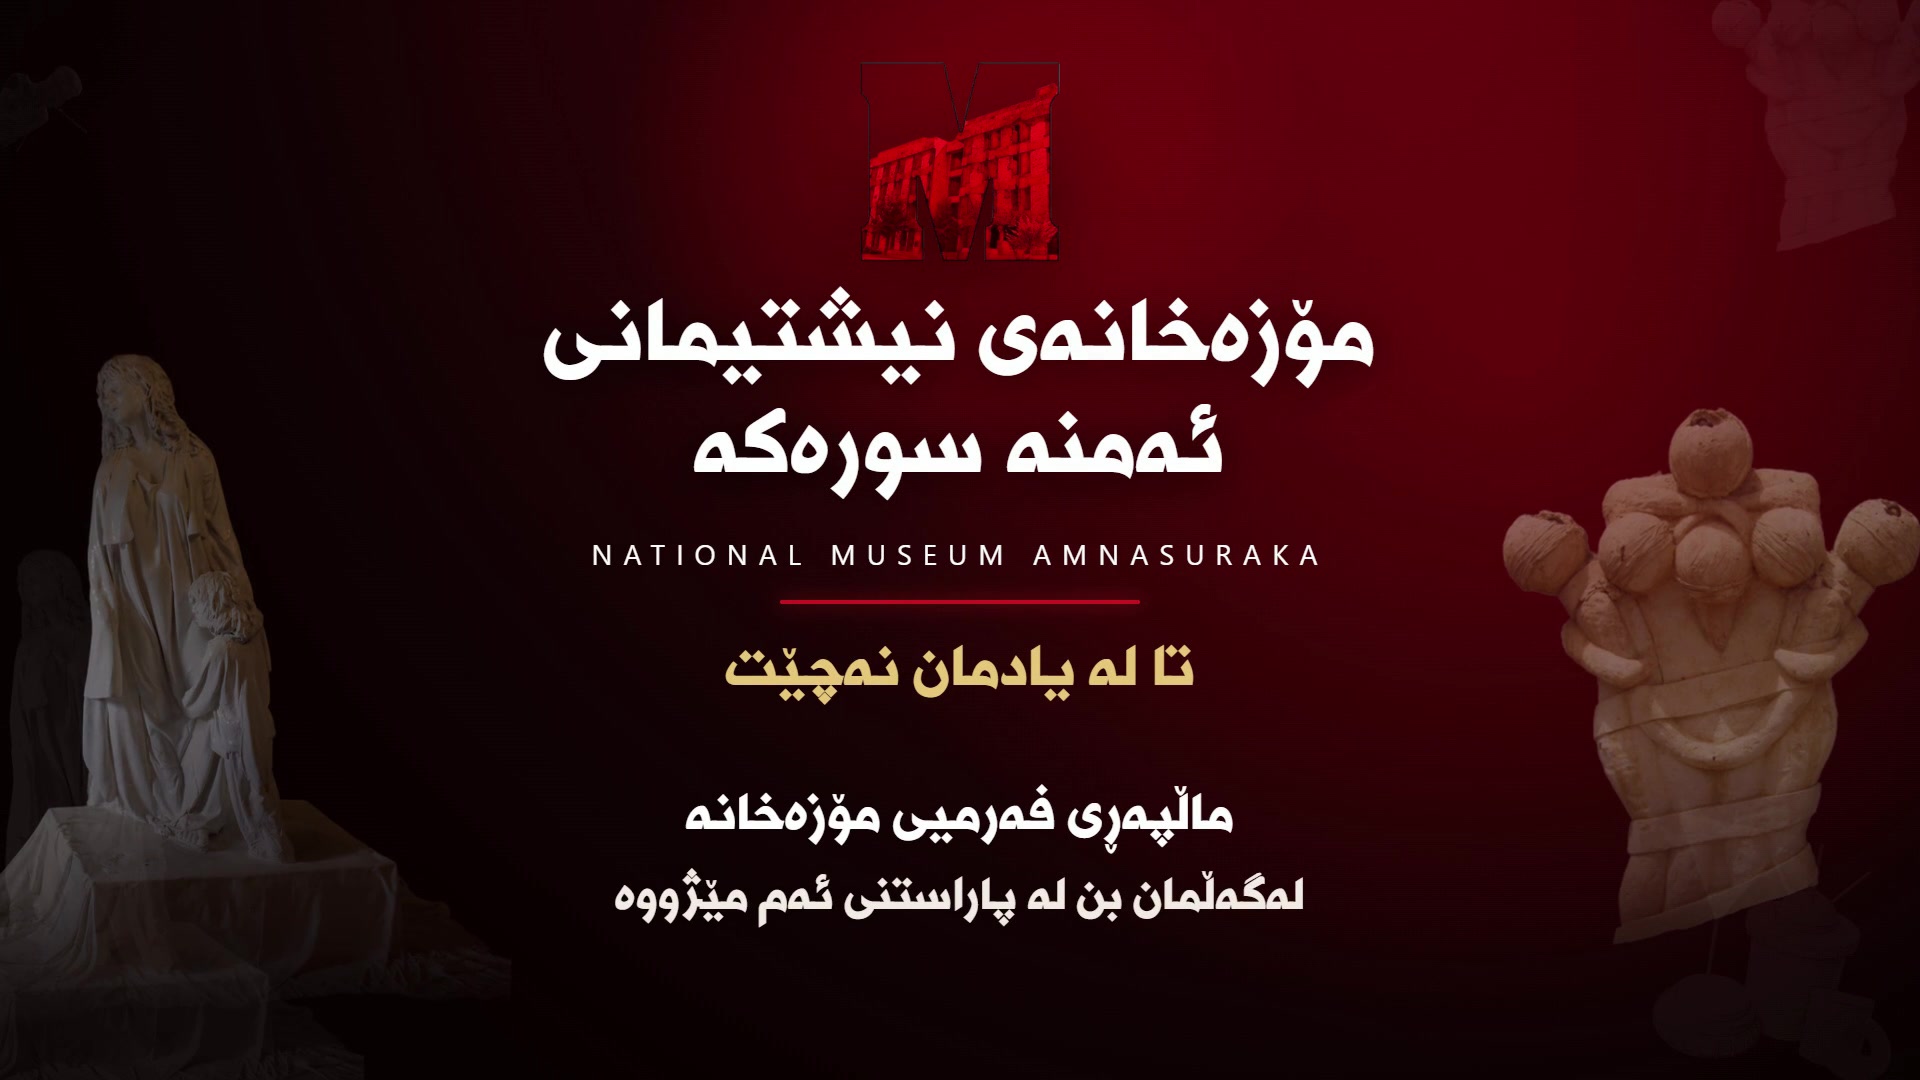 M
مۆزەخانەی نیشتیمانی
ئەمنە سورەکە
NATIONAL MUSEUM AMNASURAKA
تا لە یادمان نەچێت
ماڵپەڕی فەرمیی مۆزەخانە
لەگەڵمان بن لە پاراستنی ئەم مێژووە